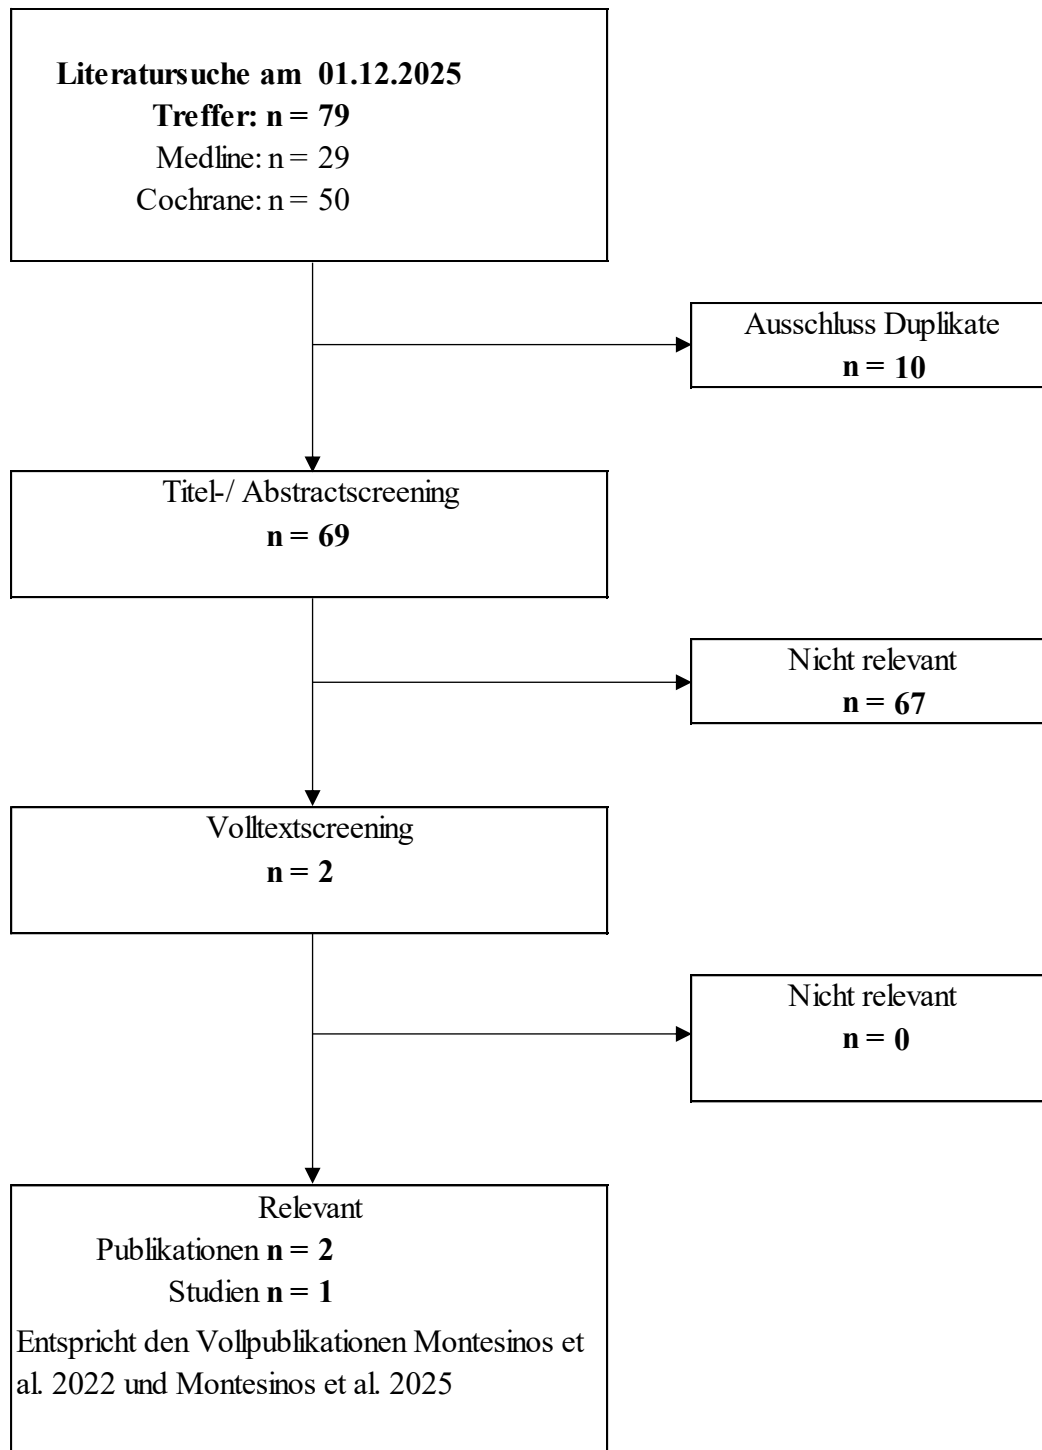 Literatursuche am 01.12.2025
Treffer: n = 79
Medline: n = 29
Cochrane: n = 50
Ausschluss Duplikate
n = 10
Titel-/ Abstractscreening
n = 69
Nicht relevant
n = 67
Volltextscreening
n = 2
Nicht relevant
n = 0
Relevant
Publikationen n = 2
Studien n = 1
Entspricht den Vollpublikationen Montesinos et
al. 2022 und Montesinos et al. 2025